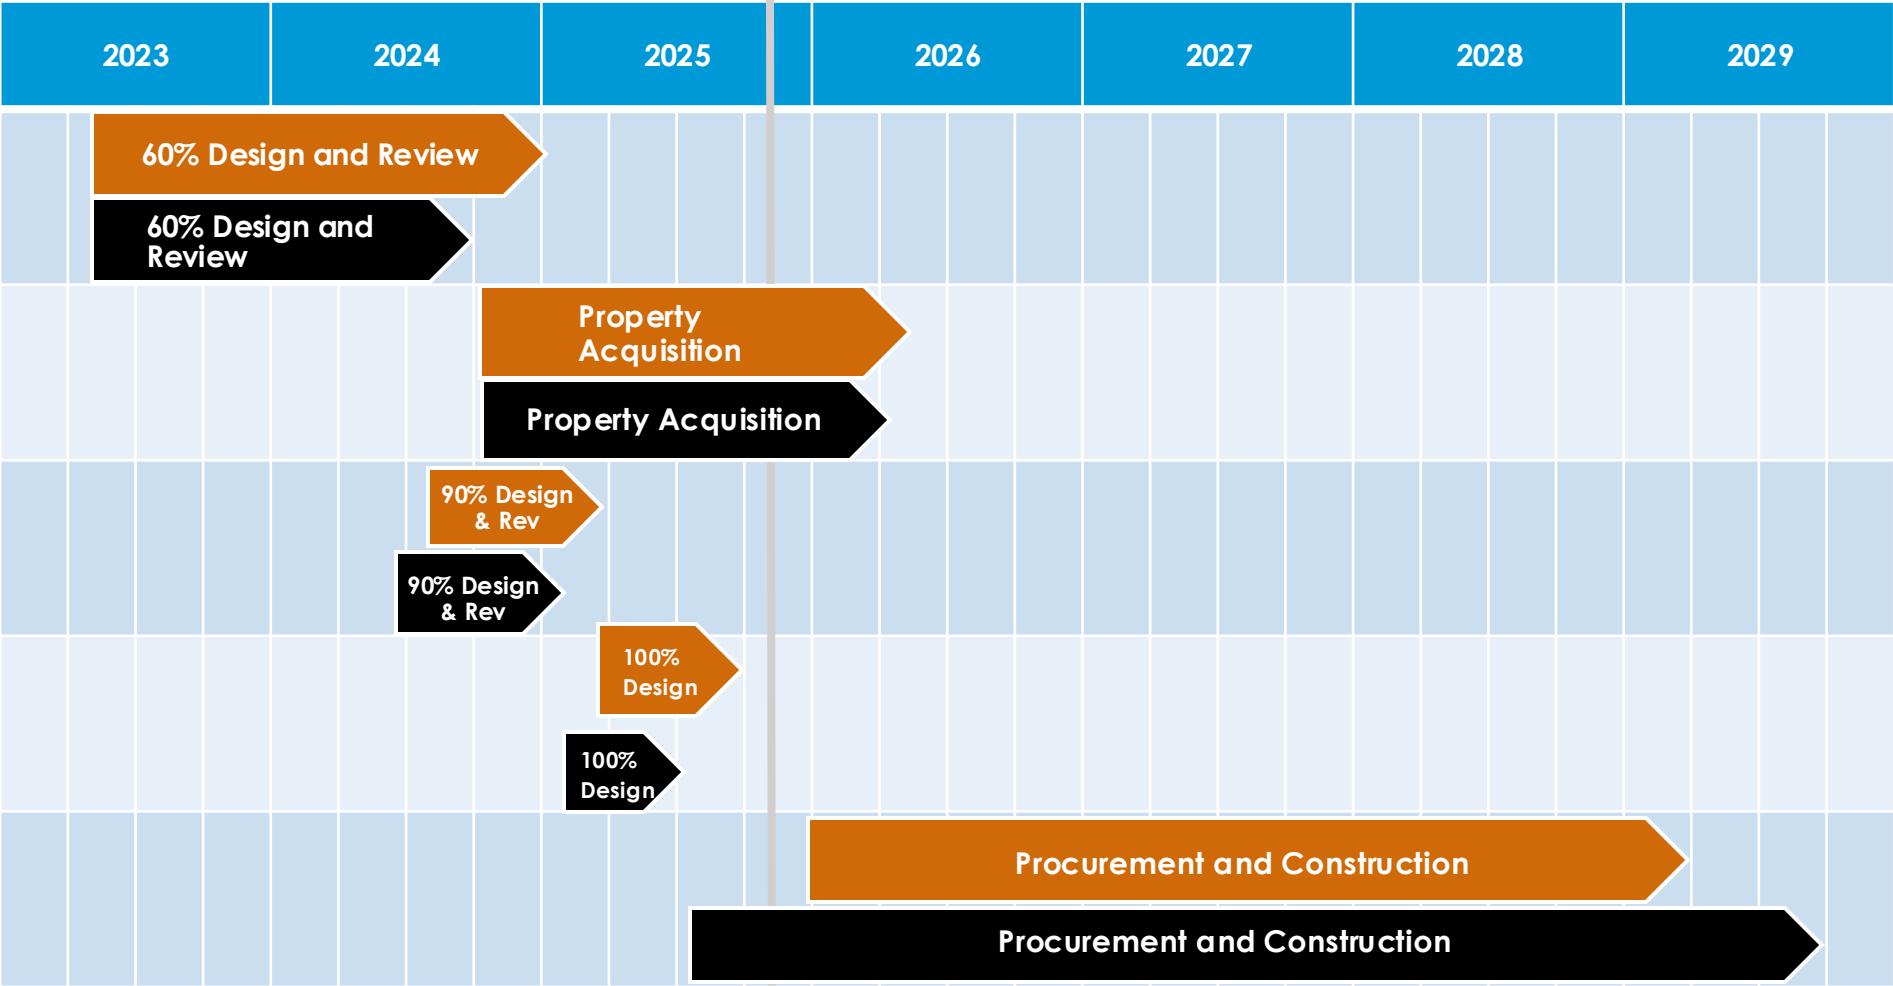 2023
2024
2025
2026
2027
2028
2029
60% Design and Review
60% Design and
Review
Property
Acquisition
Property Acquisition
90% Design
& Rev
90% Design
& Rev
100%
Design
100%
Design
Procurement and Construction
Procurement and Construction